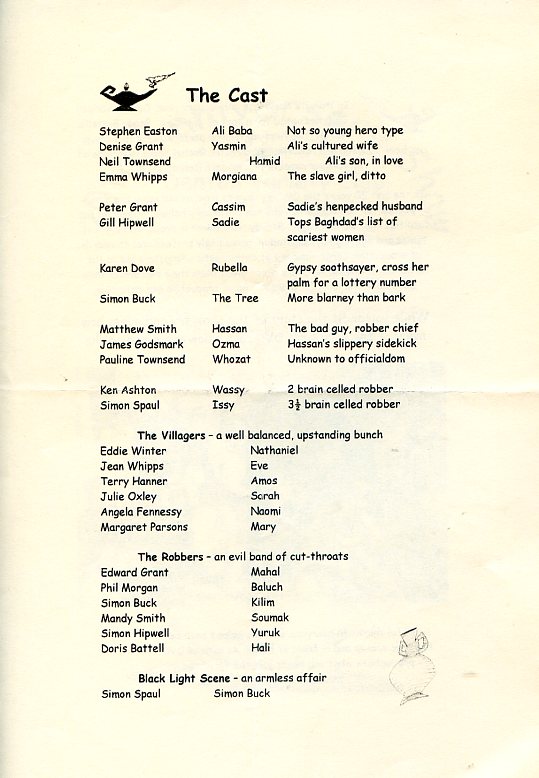 The Cast
Stephen Easton Ali Baba Not so young hero type
Denise Grant Yasmin Ali's cultured wife
Neil Townsend Hamid Ali's son, in love
Emma Whipps Morgiana The slave girl, ditto
Peter Grant Cassim Sadie's henpecked husband
Gill Hipwell Sadie Tops Baghdad's list of
scariest women
Karen Dove Rubella Gypsy soothsayer, cross her
palm for a lottery number
Simon Buck The Tree More blarney than bark
Matthew Smith Hassan The bad guy, robber chief
James Godsmark Ozma Hassan's slippery sidekick
Pauline Townsend Whozat Unknown to officialdom
Ken Ashton Wassy 2 brain celled robber
Simon Spaul Issy 3½ brain celled robber
The Villagers - a well balanced, upstanding bunch
Eddie Winter Nathaniel
Jean Whipps Eve
Terry Hanner Amos
Julie Oxley Sarah
Angela Fennessy Naomi
Margaret Parsons Mary
The Robbers - an evil band of cut-throats
Edward Grant Mahal
Phil Morgan Baluch
Simon Buck Kilim
Mandy Smith Soumak
Simon Hipwell Yuruk
Doris Battell Hali
Black Light Scene - an armless affair
Simon Spaul Simon Buck